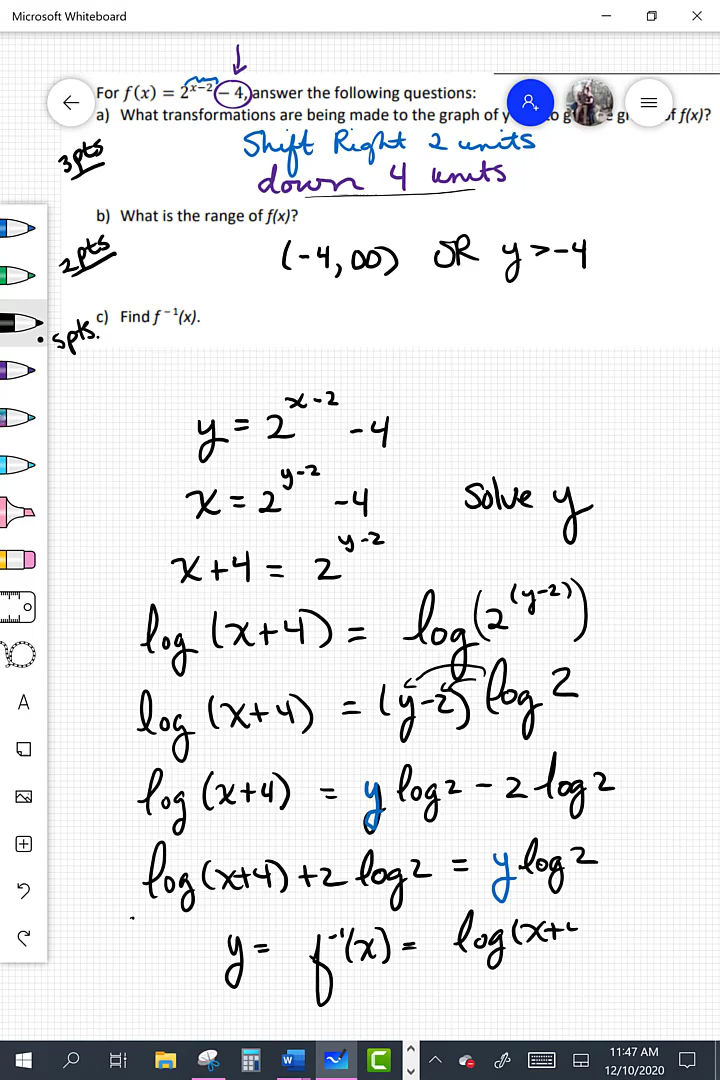 Microsoft Whiteboard
For f(x) = 2^{x−2} − 4, answer the following questions:
a) What transformations are being made to the graph of y of f(x)?
3pts
Shift Right 2 units
down 4 units
b) What is the range of f(x)?
2pts
(-4, ∞) OR y > -4
c) Find f⁻¹(x).
5pts.
y = 2^{x-2} - 4
x = 2^{y-2} - 4 solve y
x+4 = 2^{y-2}
log (x+4) = log(2^{(y-2)})
log (x+4) = (y-2) log 2
log (x+4) = y log 2 - 2 log 2
log (x+4) + 2 log 2 = y log 2
y = f⁻¹(x) = log (x+
A
11:47 AM
12/10/2020